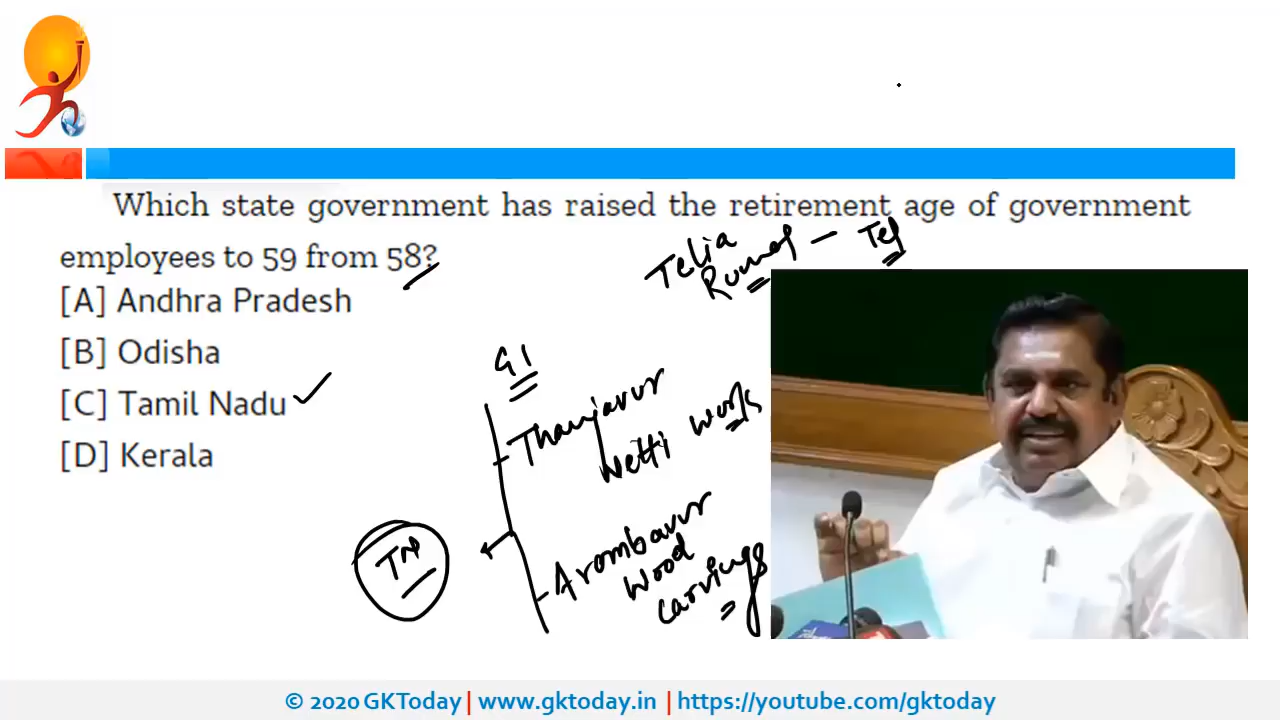 Which state government has raised the retirement age of government
employees to 59 from 58?
[A] Andhra Pradesh
[B] Odisha
[C] Tamil Nadu
[D] Kerala
Telia
Rumal - Tel
GI
Thanjavur
Netti works
Arombavur
Wood
carvings
TN
© 2020 GKToday | www.gktoday.in | https://youtube.com/gktoday